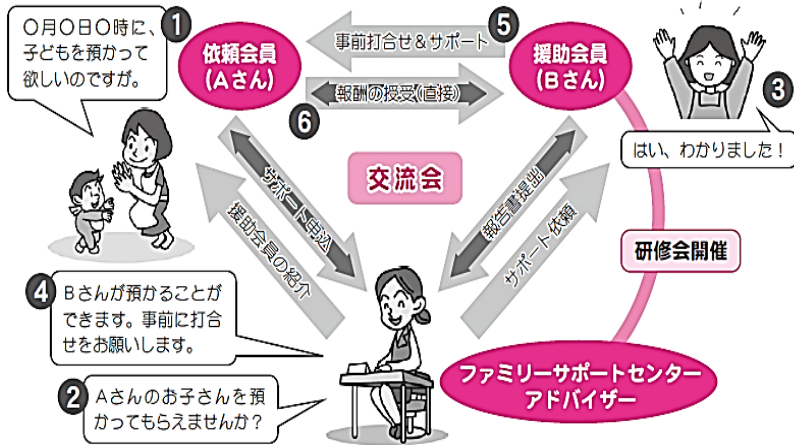 ❶
〇月〇日〇時に、
子どもを預かって
欲しいのですが。
依頼会員
(Aさん)
事前打合せ＆サポート
❺
援助会員
(Bさん)
❸
はい、わかりました！
報酬の授受(直接)
❻
交流会
サポート申込
援助会員の紹介
報告書提出
サポート依頼
研修会開催
❹
Bさんが預かることが
できます。事前に打合
せをお願いします。
❷
Aさんのお子さんを預
かってもらえませんか？
ファミリーサポートセンター
アドバイザー